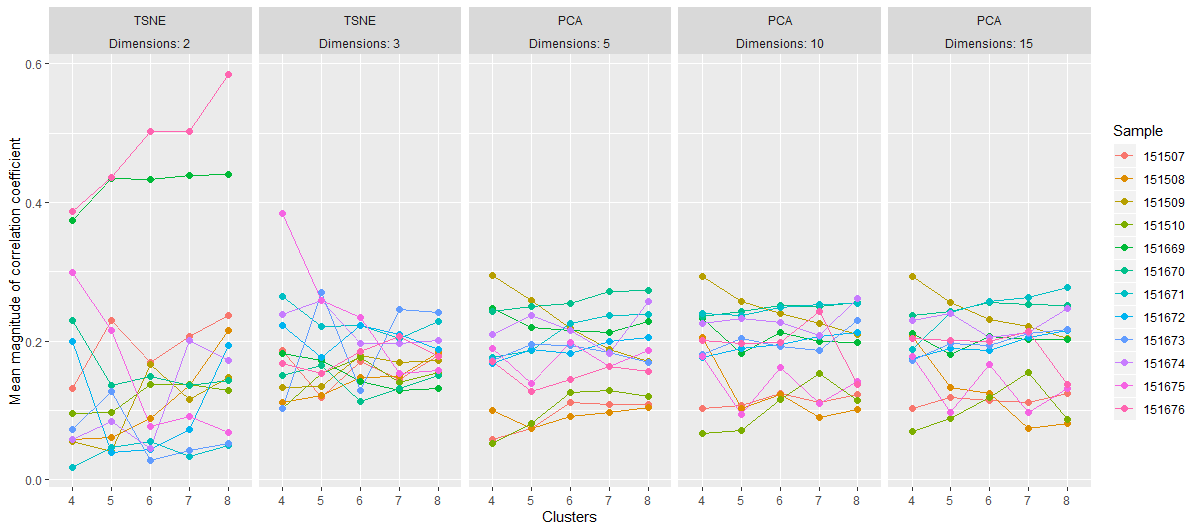 TSNE
Dimensions: 2
TSNE
Dimensions: 3
PCA
Dimensions: 5
PCA
Dimensions: 10
PCA
Dimensions: 15
Mean magnitude of correlation coefficient
0.6
0.4
0.2
0.0
4 5 6 7 8
4 5 6 7 8
4 5 6 7 8
4 5 6 7 8
4 5 6 7 8
Clusters
Sample
151507
151508
151509
151510
151669
151670
151671
151672
151673
151674
151675
151676